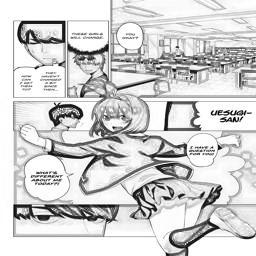 THESE GIRLS
WILL CHANGE.
YOU
OKAY?
HOW
CAN I
GET THEM
TO?
THEY
HAVEN'T
CHANGED
A BIT
SINCE
THEN...
UESUGI-
SAN!
I HAVE A
QUESTION
FOR YOU!
WHAT'S
DIFFERENT
ABOUT ME
TODAY?!